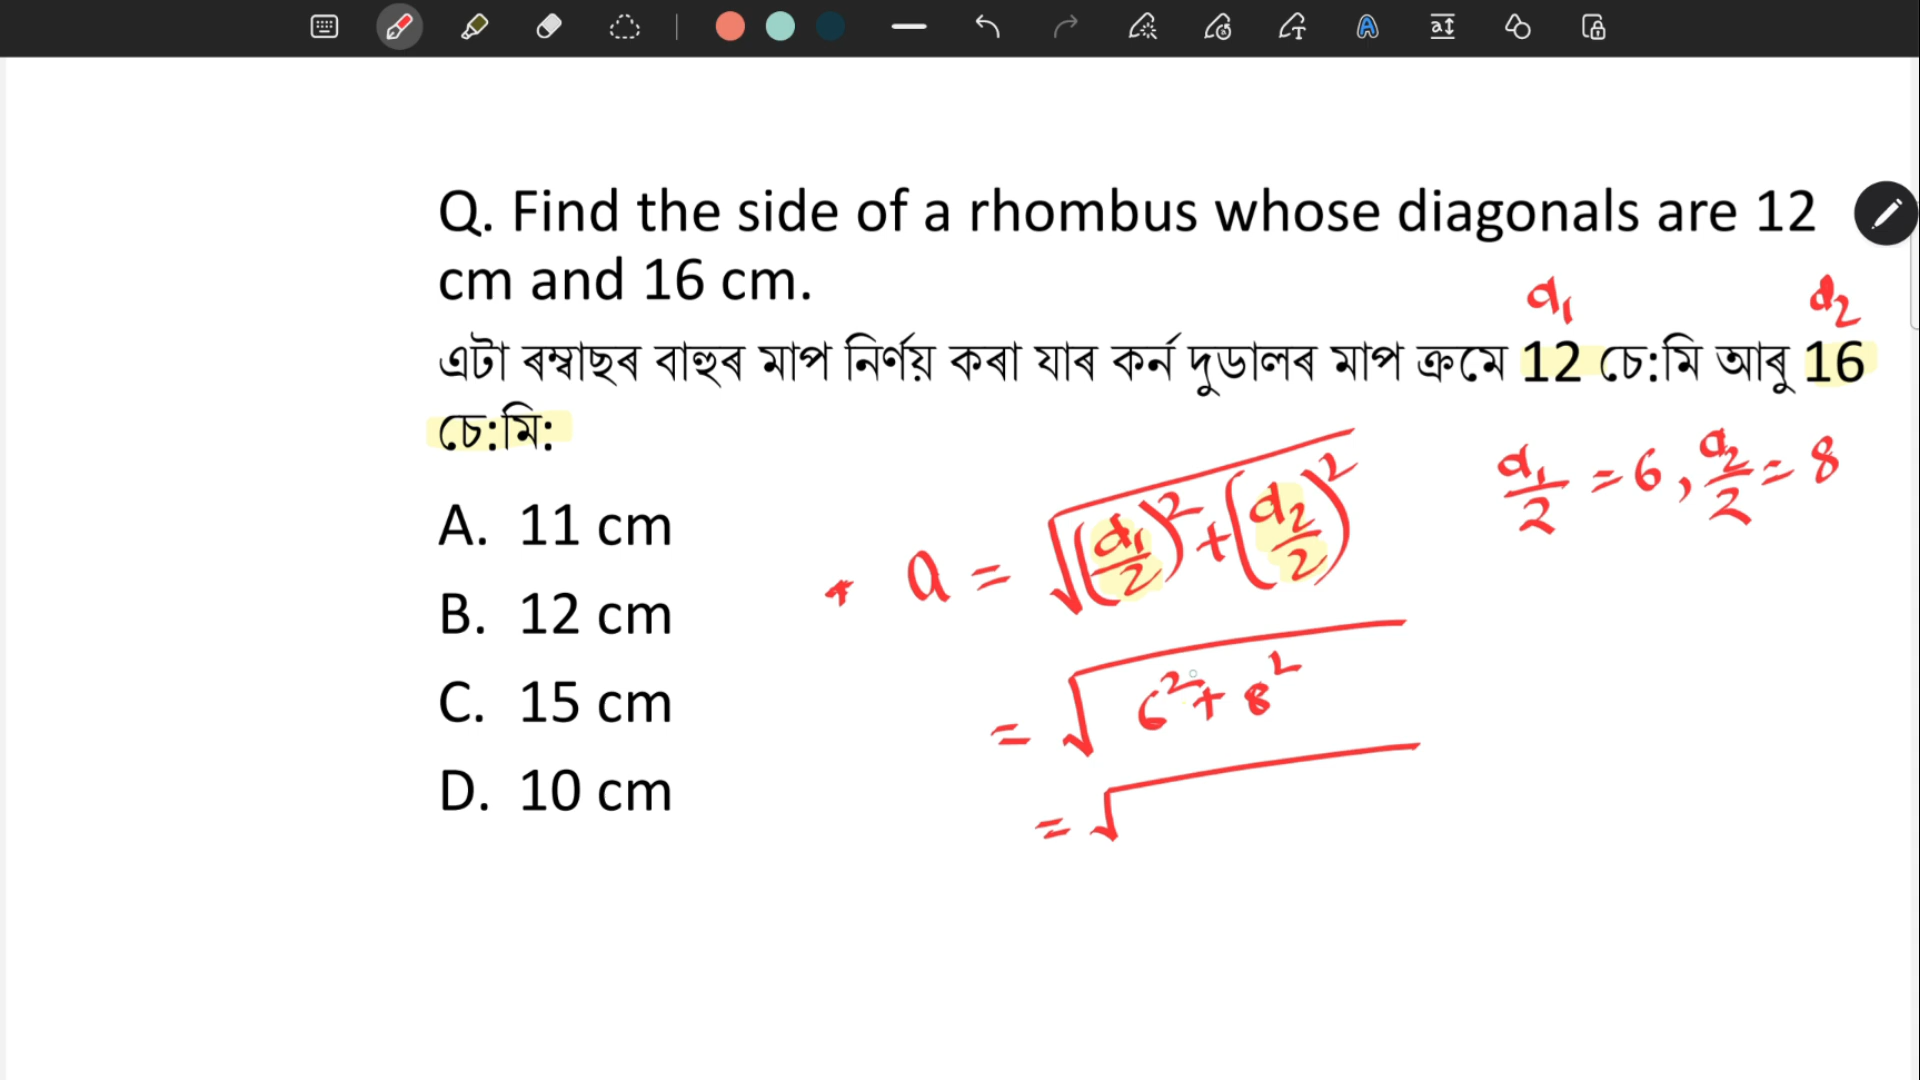 Q. Find the side of a rhombus whose diagonals are 12
cm and 16 cm.
d₁ d₂
এটা ৰম্বাছৰ বাহুৰ মাপ নিৰ্ণয় কৰা যাৰ কৰ্ন দুডালৰ মাপ ক্ৰমে 12 চে:মি আৰু 16
চে:মি:
d₁/2 = 6, d₂/2 = 8
A. 11 cm
a = √((d₁/2)² + (d₂/2)²)
B. 12 cm
C. 15 cm
= √(6² + 8²)
D. 10 cm
= √